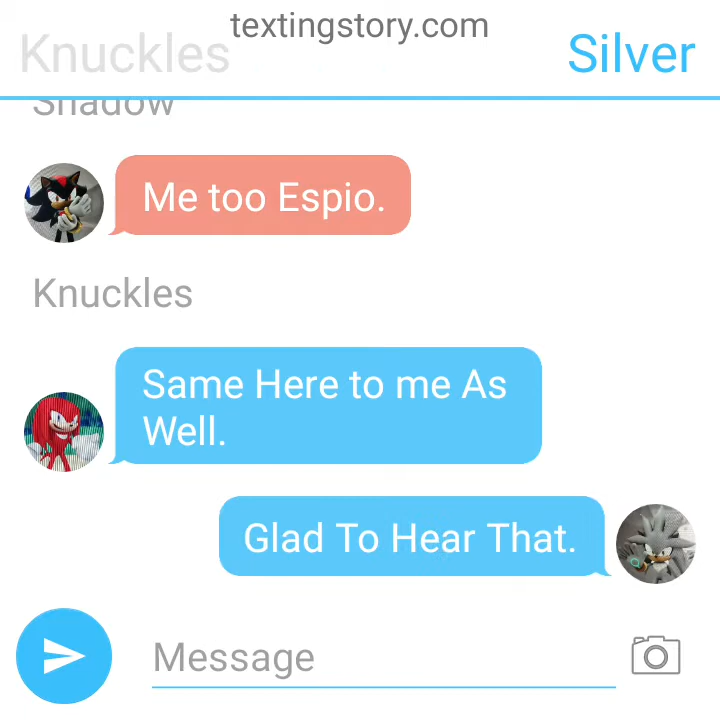 textingstory.com
Knuckles
Silver
Shadow
Me too Espio.
Knuckles
Same Here to me As
Well.
Glad To Hear That.
Message